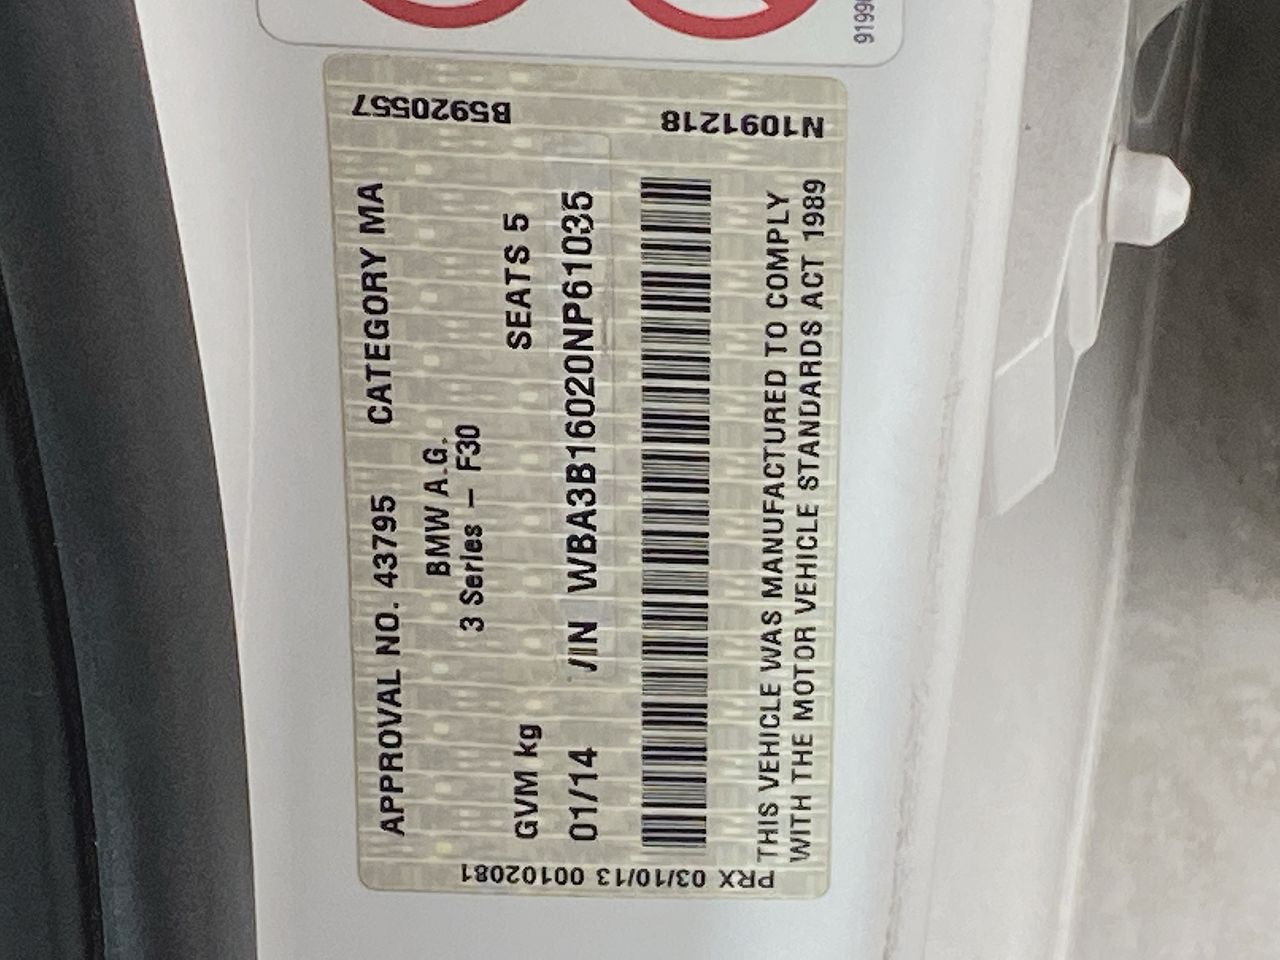 APPROVAL NO. 43795 CATEGORY MA
BMW A.G.
3 Series – F30
GVM kg SEATS 5
01/14 VIN WBA3B16020NP61035
THIS VEHICLE WAS MANUFACTURED TO COMPLY
WITH THE MOTOR VEHICLE STANDARDS ACT 1989
B5920557
N1091218
PRX 03/10/13 00102081